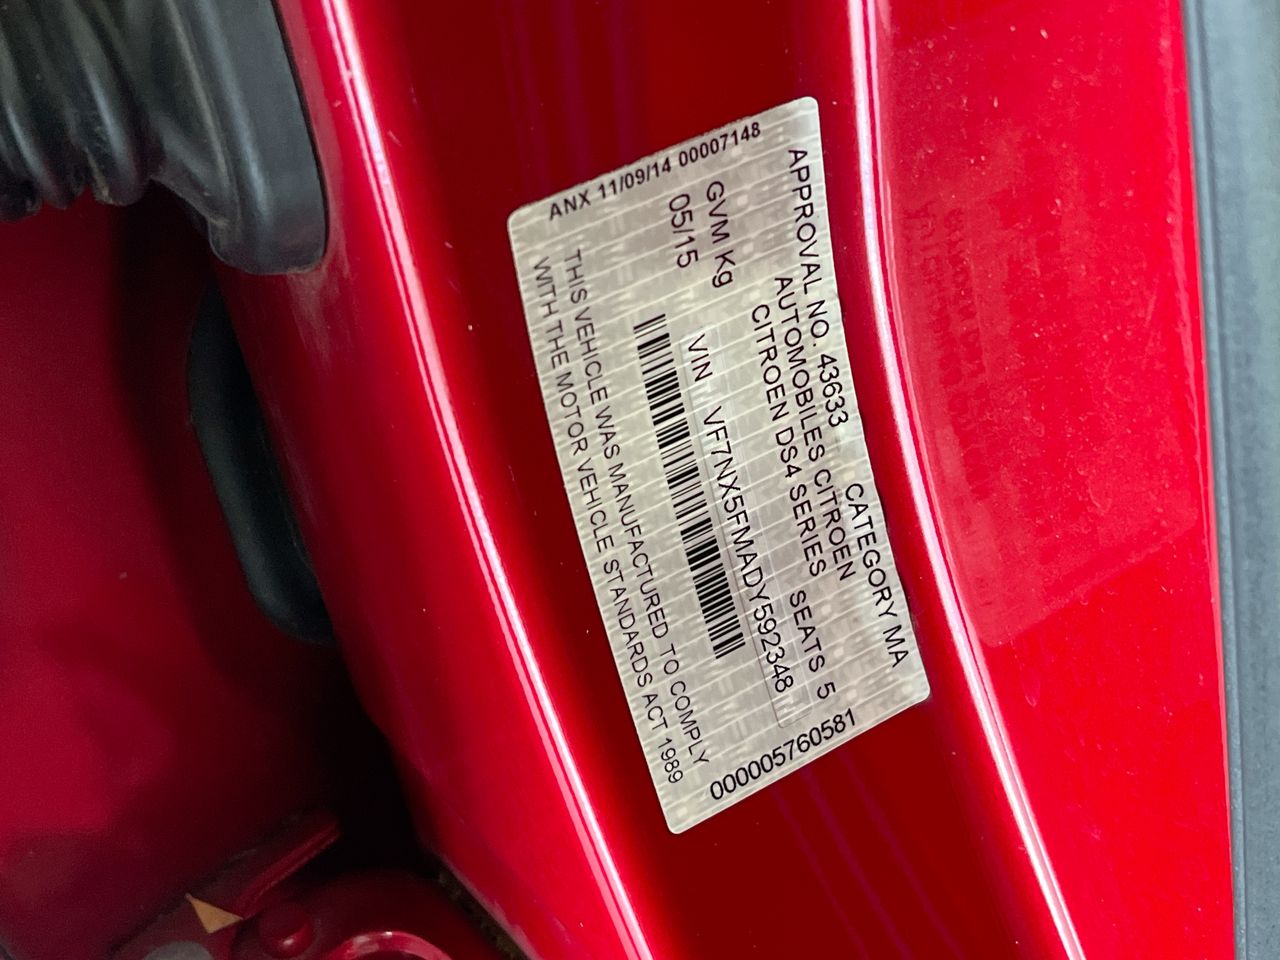 APPROVAL NO. 43633 CATEGORY MA
AUTOMOBILES CITROEN
CITROEN DS4 SERIES SEATS 5
GVM Kg
05/15
VIN VF7NX5FMADY592348
THIS VEHICLE WAS MANUFACTURED TO COMPLY
WITH THE MOTOR VEHICLE STANDARDS ACT 1989
ANX 11/09/14 00007148
000005760581